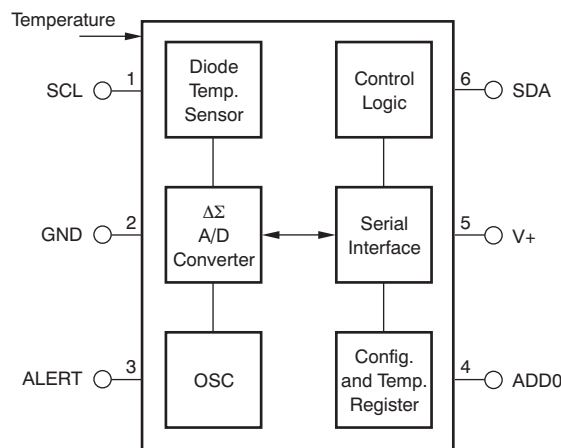 Temperature
SCL
1
Diode
Temp.
Sensor
Control
Logic
6
SDA
GND
2
ΔΣ
A/D
Converter
Serial
Interface
5
V+
ALERT
3
OSC
Config.
and Temp.
Register
4
ADD0